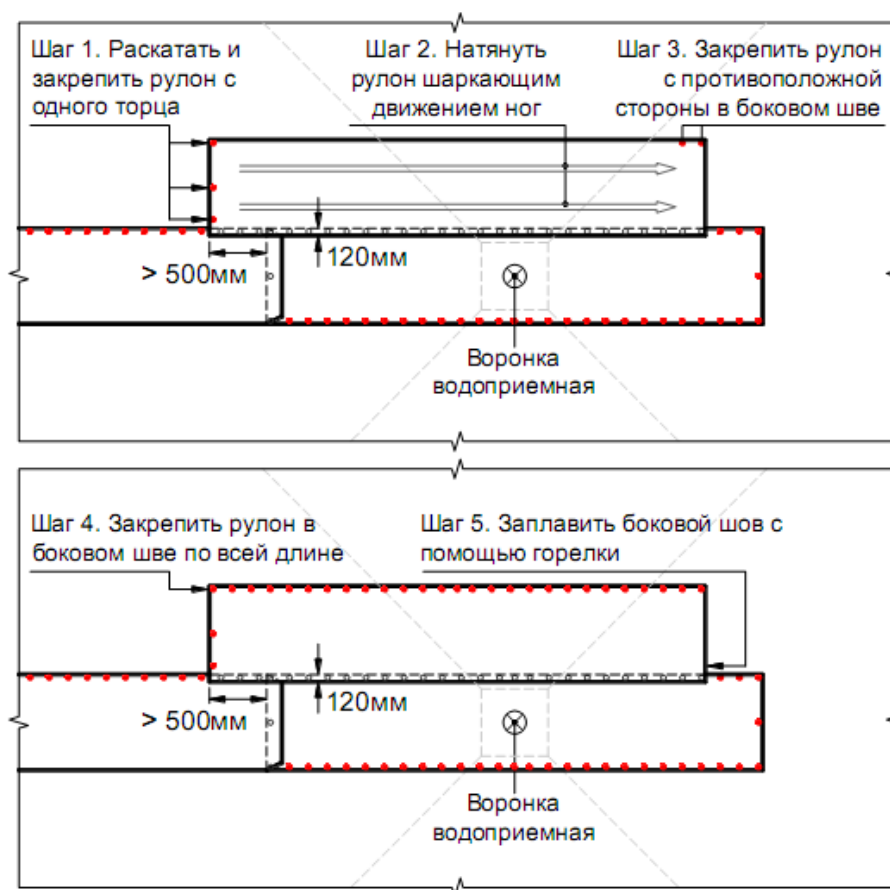 Шаг 1. Раскатать и
закрепить рулон с
одного торца
Шаг 2. Натянуть
рулон шаркающим
движением ног
Шаг 3. Закрепить рулон
с противоположной
стороны в боковом шве
> 500мм
120мм
Воронка
водоприемная
Шаг 4. Закрепить рулон в
боковом шве по всей длине
Шаг 5. Заплавить боковой шов с
помощью горелки
> 500мм
120мм
Воронка
водоприемная